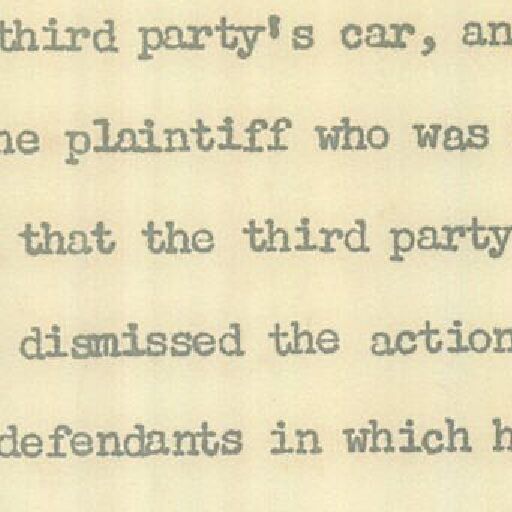 third party's car, an
he plaintiff who was
that the third party
dismissed the action
defendants in which h